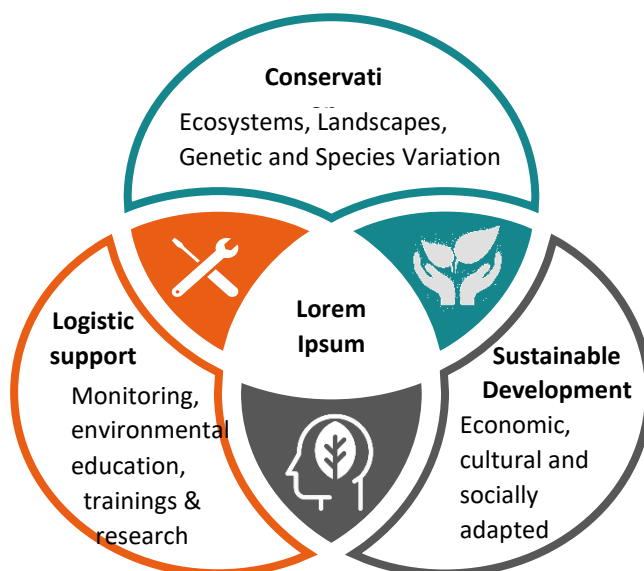 Conservati
Ecosystems, Landscapes,
Genetic and Species Variation
Lorem
Ipsum
Logistic
support
Monitoring,
environmental
education,
trainings &
research
Sustainable
Development
Economic,
cultural and
socially
adapted